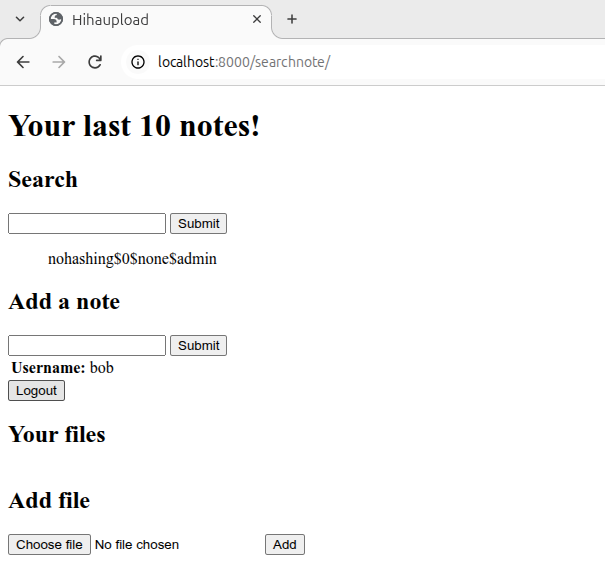 Hihaupload
localhost:8000/searchnote/
Your last 10 notes!
Search
Submit
nohashing$0$none$admin
Add a note
Submit
Username: bob
Logout
Your files
Add file
Choose file No file chosen Add